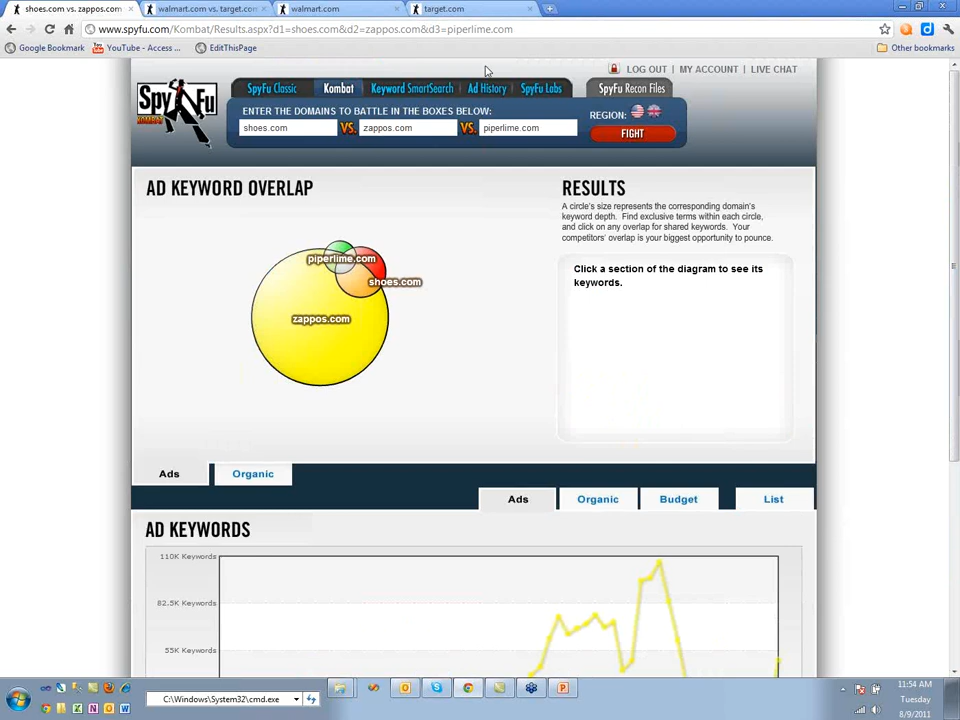 shoes.com vs. zappos.com
walmart.com vs. target.com
walmart.com
target.com
www.spyfu.com/Kombat/Results.aspx?d1=shoes.com&d2=zappos.com&d3=piperlime.com
Google Bookmark
YouTube - Access ...
EditThisPage
Other bookmarks
LOG OUT | MY ACCOUNT | LIVE CHAT
SPY FU
KOMBAT
SpyFu Classic
Kombat
Keyword SmartSearch
Ad History
SpyFu Labs
SpyFu Recon Files
ENTER THE DOMAINS TO BATTLE IN THE BOXES BELOW:
REGION:
shoes.com VS. zappos.com VS. piperlime.com
FIGHT
AD KEYWORD OVERLAP
RESULTS
A circle's size represents the corresponding domain's
keyword depth. Find exclusive terms within each circle,
and click on any overlap for shared keywords. Your
competitors' overlap is your biggest opportunity to pounce.
piperlime.com
shoes.com
zappos.com
Click a section of the diagram to see its
keywords.
Ads
Organic
Ads
Organic
Budget
List
AD KEYWORDS
110K Keywords
82.5K Keywords
55K Keywords
C:\Windows\System32\cmd.exe
11:54 AM
Tuesday
8/9/2011